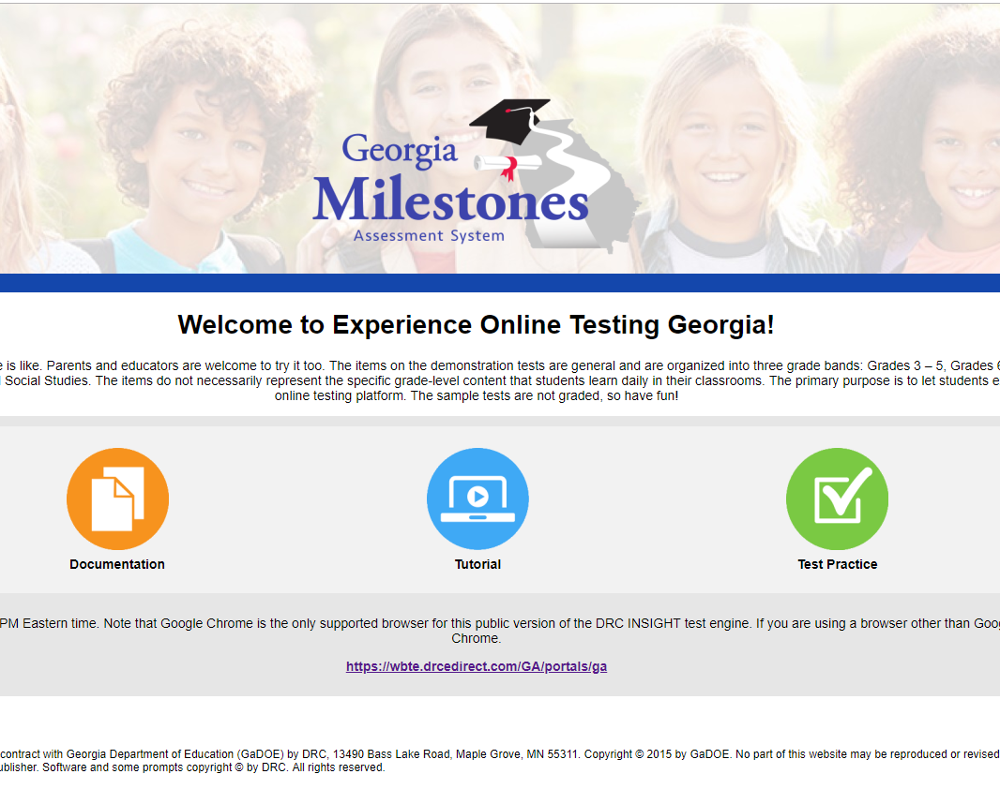 Georgia
Milestones
Assessment System
Welcome to Experience Online Testing Georgia!
e is like. Parents and educators are welcome to try it too. The items on the demonstration tests are general and are organized into three grade bands: Grades 3 – 5, Grades 6
Social Studies. The items do not necessarily represent the specific grade-level content that students learn daily in their classrooms. The primary purpose is to let students e
online testing platform. The sample tests are not graded, so have fun!
Documentation
Tutorial
Test Practice
PM Eastern time. Note that Google Chrome is the only supported browser for this public version of the DRC INSIGHT test engine. If you are using a browser other than Goo
Chrome.
https://wbte.drcedirect.com/GA/portals/ga
contract with Georgia Department of Education (GaDOE) by DRC, 13490 Bass Lake Road, Maple Grove, MN 55311. Copyright © 2015 by GaDOE. No part of this website may be reproduced or revised
ublisher. Software and some prompts copyright © by DRC. All rights reserved.